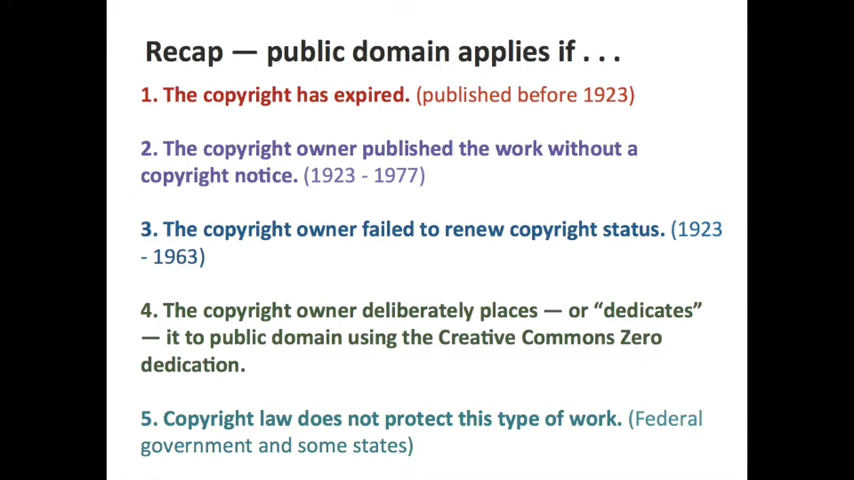 Recap — public domain applies if . . .
1. The copyright has expired. (published before 1923)
2. The copyright owner published the work without a
copyright notice. (1923 - 1977)
3. The copyright owner failed to renew copyright status. (1923
- 1963)
4. The copyright owner deliberately places — or “dedicates”
— it to public domain using the Creative Commons Zero
dedication.
5. Copyright law does not protect this type of work. (Federal
government and some states)